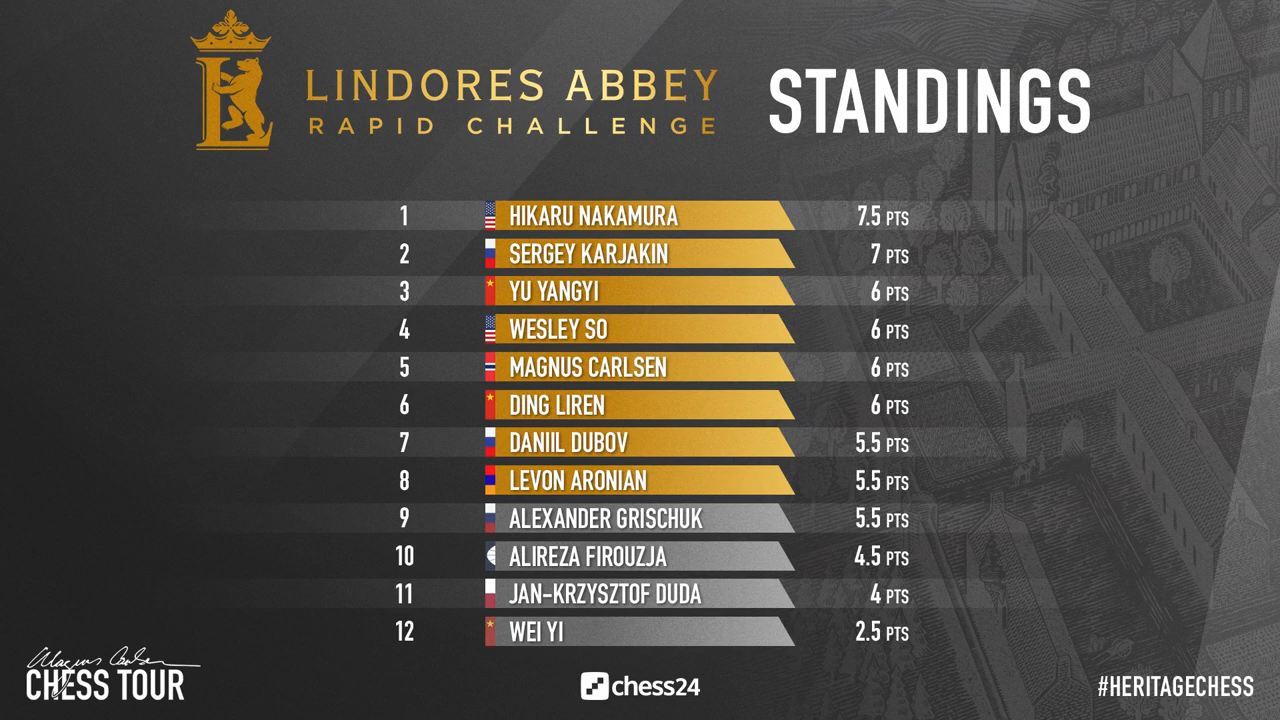 LINDORES ABBEY
RAPID CHALLENGE
STANDINGS
1 HIKARU NAKAMURA 7.5 PTS
2 SERGEY KARJAKIN 7 PTS
3 YU YANGYI 6 PTS
4 WESLEY SO 6 PTS
5 MAGNUS CARLSEN 6 PTS
6 DING LIREN 6 PTS
7 DANIIL DUBOV 5.5 PTS
8 LEVON ARONIAN 5.5 PTS
9 ALEXANDER GRISCHUK 5.5 PTS
10 ALIREZA FIROUZJA 4.5 PTS
11 JAN-KRZYSZTOF DUDA 4 PTS
12 WEI YI 2.5 PTS
Magnus Carlsen
CHESS TOUR
chess24
#HERITAGECHESS